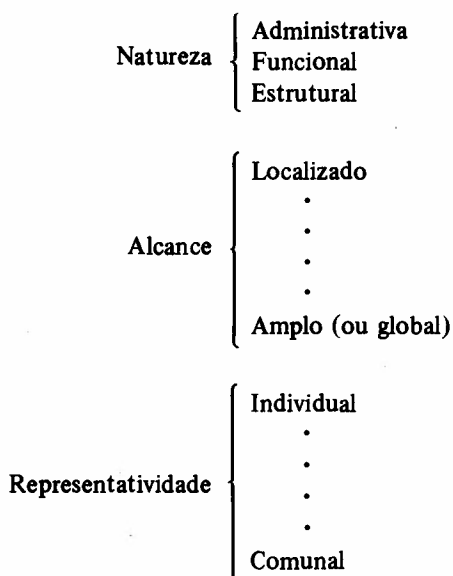 Natureza
Administrativa
Funcional
Estrutural
Alcance
Localizado
Amplo (ou global)
Representatividade
Individual
Comunal